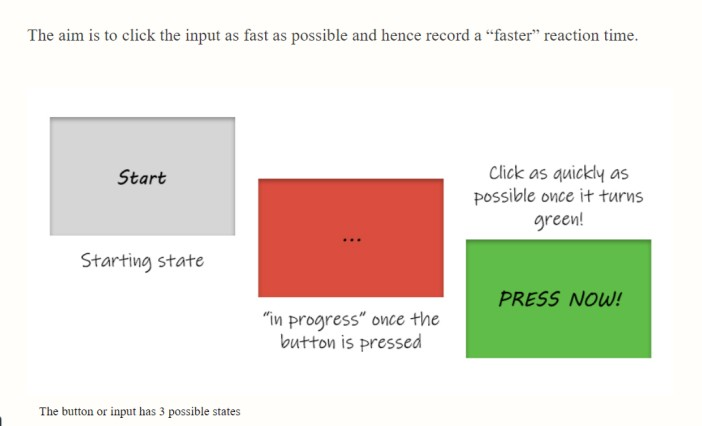 The aim is to click the input as fast as possible and hence record a “faster” reaction time.
Start
Starting state
...
"in progress" once the
button is pressed
Click as quickly as
possible once it turns
green!
PRESS NOW!
The button or input has 3 possible states